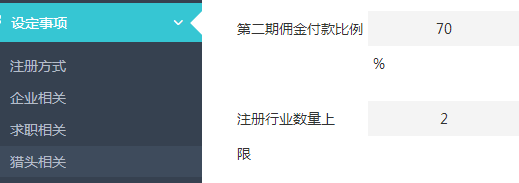 设定事项
注册方式
企业相关
求职相关
猎头相关
第二期佣金付款比例 70
%
注册行业数量上 2
限